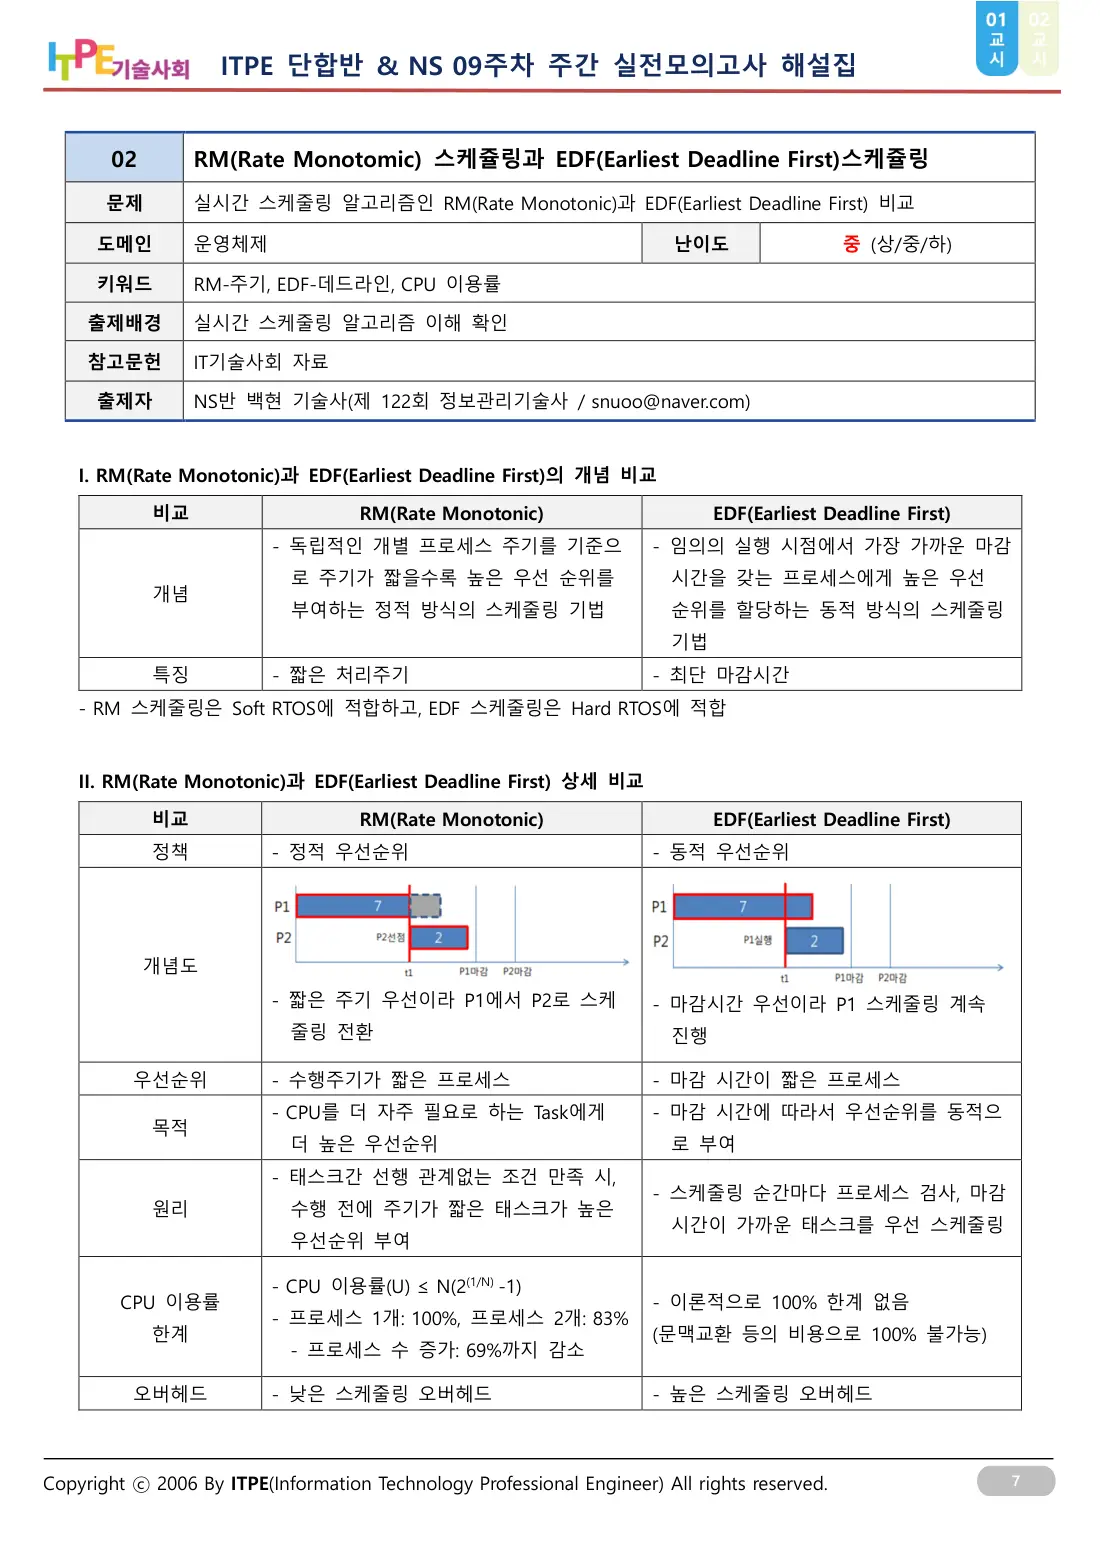 ITPE기술사회 ITPE 단합반 & NS 09주차 주간 실전모의고사 해설집
01 교시
02 교시
02 RM(Rate Monotomic) 스케쥴링과 EDF(Earliest Deadline First)스케쥴링
문제 실시간 스케줄링 알고리즘인 RM(Rate Monotonic)과 EDF(Earliest Deadline First) 비교
도메인 운영체제 난이도 중 (상/중/하)
키워드 RM-주기, EDF-데드라인, CPU 이용률
출제배경 실시간 스케줄링 알고리즘 이해 확인
참고문헌 IT기술사회 자료
출제자 NS반 백현 기술사(제 122회 정보관리기술사 / snuoo@naver.com)
I. RM(Rate Monotonic)과 EDF(Earliest Deadline First)의 개념 비교
비교 RM(Rate Monotonic) EDF(Earliest Deadline First)
개념
- 독립적인 개별 프로세스 주기를 기준으
로 주기가 짧을수록 높은 우선 순위를
부여하는 정적 방식의 스케줄링 기법
- 임의의 실행 시점에서 가장 가까운 마감
시간을 갖는 프로세스에게 높은 우선
순위를 할당하는 동적 방식의 스케줄링
기법
특징 - 짧은 처리주기 - 최단 마감시간
- RM 스케줄링은 Soft RTOS에 적합하고, EDF 스케줄링은 Hard RTOS에 적합
II. RM(Rate Monotonic)과 EDF(Earliest Deadline First) 상세 비교
비교 RM(Rate Monotonic) EDF(Earliest Deadline First)
정책 - 정적 우선순위 - 동적 우선순위
개념도
P1 7
P2 P2선점 2
t1 P1마감 P2마감
- 짧은 주기 우선이라 P1에서 P2로 스케
줄링 전환
P1 7
P2 P1실행 2
t1 P1마감 P2마감
- 마감시간 우선이라 P1 스케줄링 계속
진행
우선순위 - 수행주기가 짧은 프로세스 - 마감 시간이 짧은 프로세스
목적
- CPU를 더 자주 필요로 하는 Task에게
더 높은 우선순위
- 마감 시간에 따라서 우선순위를 동적으
로 부여
원리
- 태스크간 선행 관계없는 조건 만족 시,
수행 전에 주기가 짧은 태스크가 높은
우선순위 부여
- 스케줄링 순간마다 프로세스 검사, 마감
시간이 가까운 태스크를 우선 스케줄링
CPU 이용률
한계
- CPU 이용률(U) ≤ N(2(1/N) -1)
- 프로세스 1개: 100%, 프로세스 2개: 83%
- 프로세스 수 증가: 69%까지 감소
- 이론적으로 100% 한계 없음
(문맥교환 등의 비용으로 100% 불가능)
오버헤드 - 낮은 스케줄링 오버헤드 - 높은 스케줄링 오버헤드
Copyright ⓒ 2006 By ITPE(Information Technology Professional Engineer) All rights reserved. 7